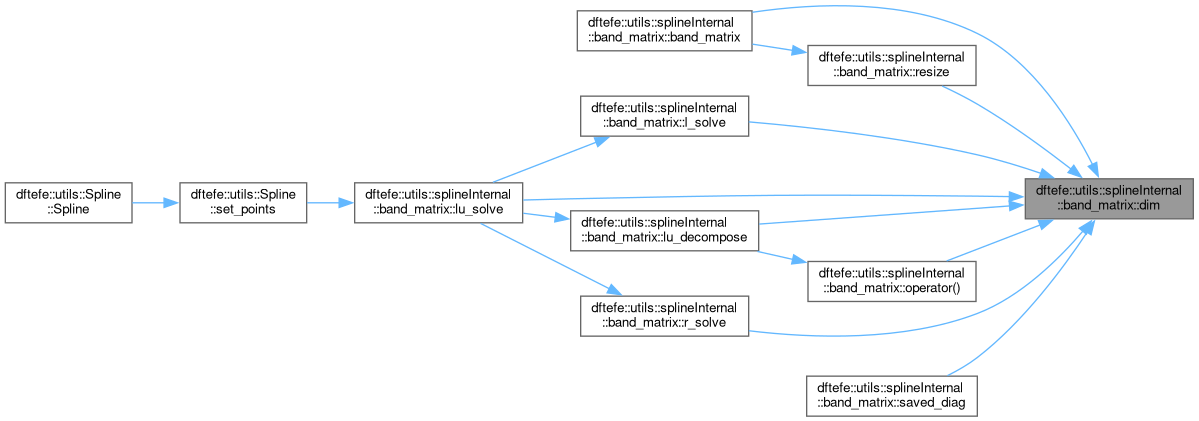 dftefe::utils::splineInternal
::band_matrix::band_matrix
dftefe::utils::splineInternal
::band_matrix::resize
dftefe::utils::splineInternal
::band_matrix::l_solve
dftefe::utils::Spline
::Spline
dftefe::utils::Spline
::set_points
dftefe::utils::splineInternal
::band_matrix::lu_solve
dftefe::utils::splineInternal
::band_matrix::dim
dftefe::utils::splineInternal
::band_matrix::lu_decompose
dftefe::utils::splineInternal
::band_matrix::operator()
dftefe::utils::splineInternal
::band_matrix::r_solve
dftefe::utils::splineInternal
::band_matrix::saved_diag